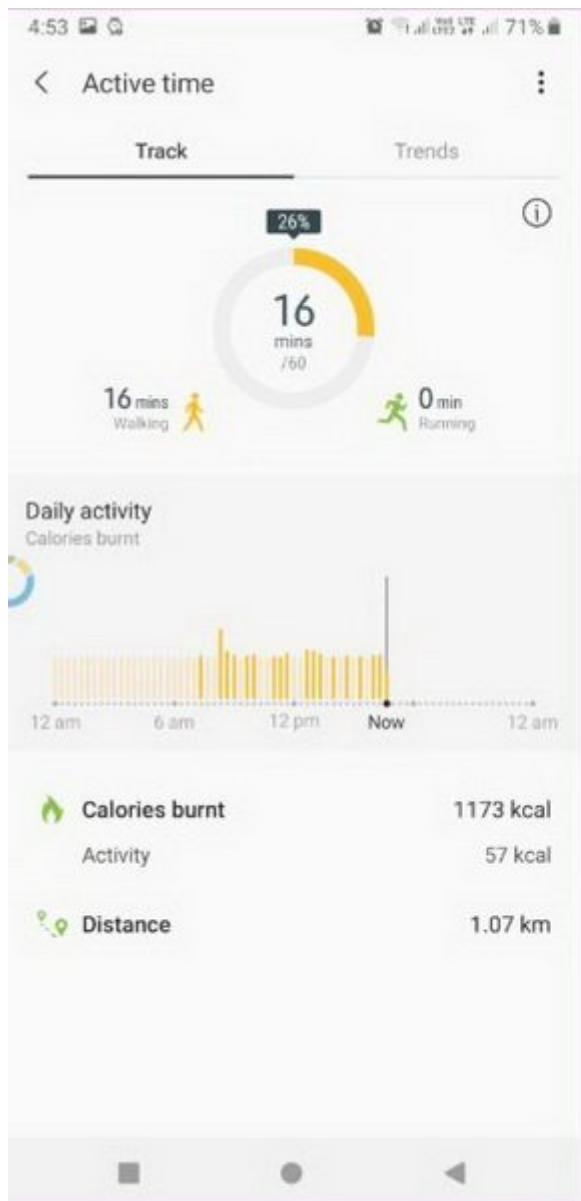 4:53 71%
Active time
Track Trends
26%
16
mins
/60
16 mins
Walking
0 min
Running
Daily activity
Calories burnt
12 am 6 am 12 pm Now 12 am
Calories burnt 1173 kcal
Activity 57 kcal
Distance 1.07 km